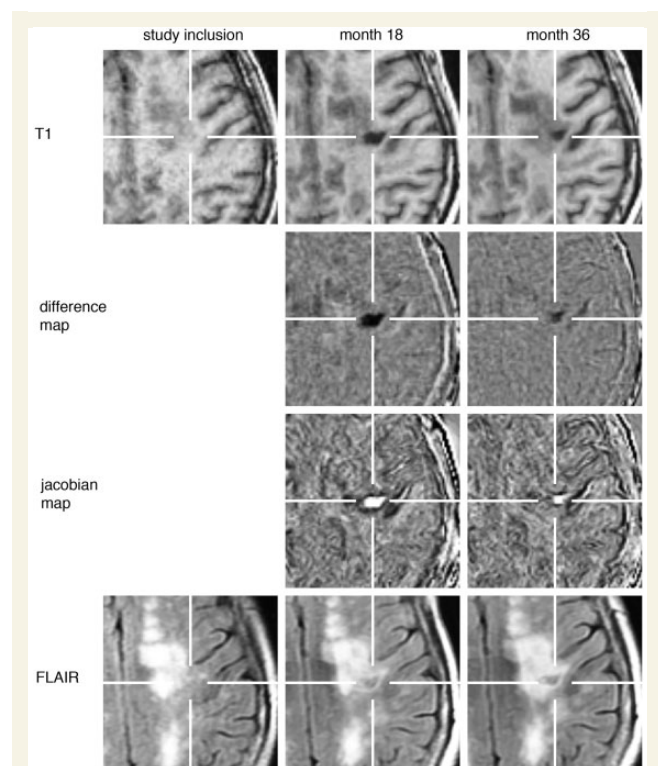 study inclusion month 18 month 36
T1
difference
map
jacobian
map
FLAIR